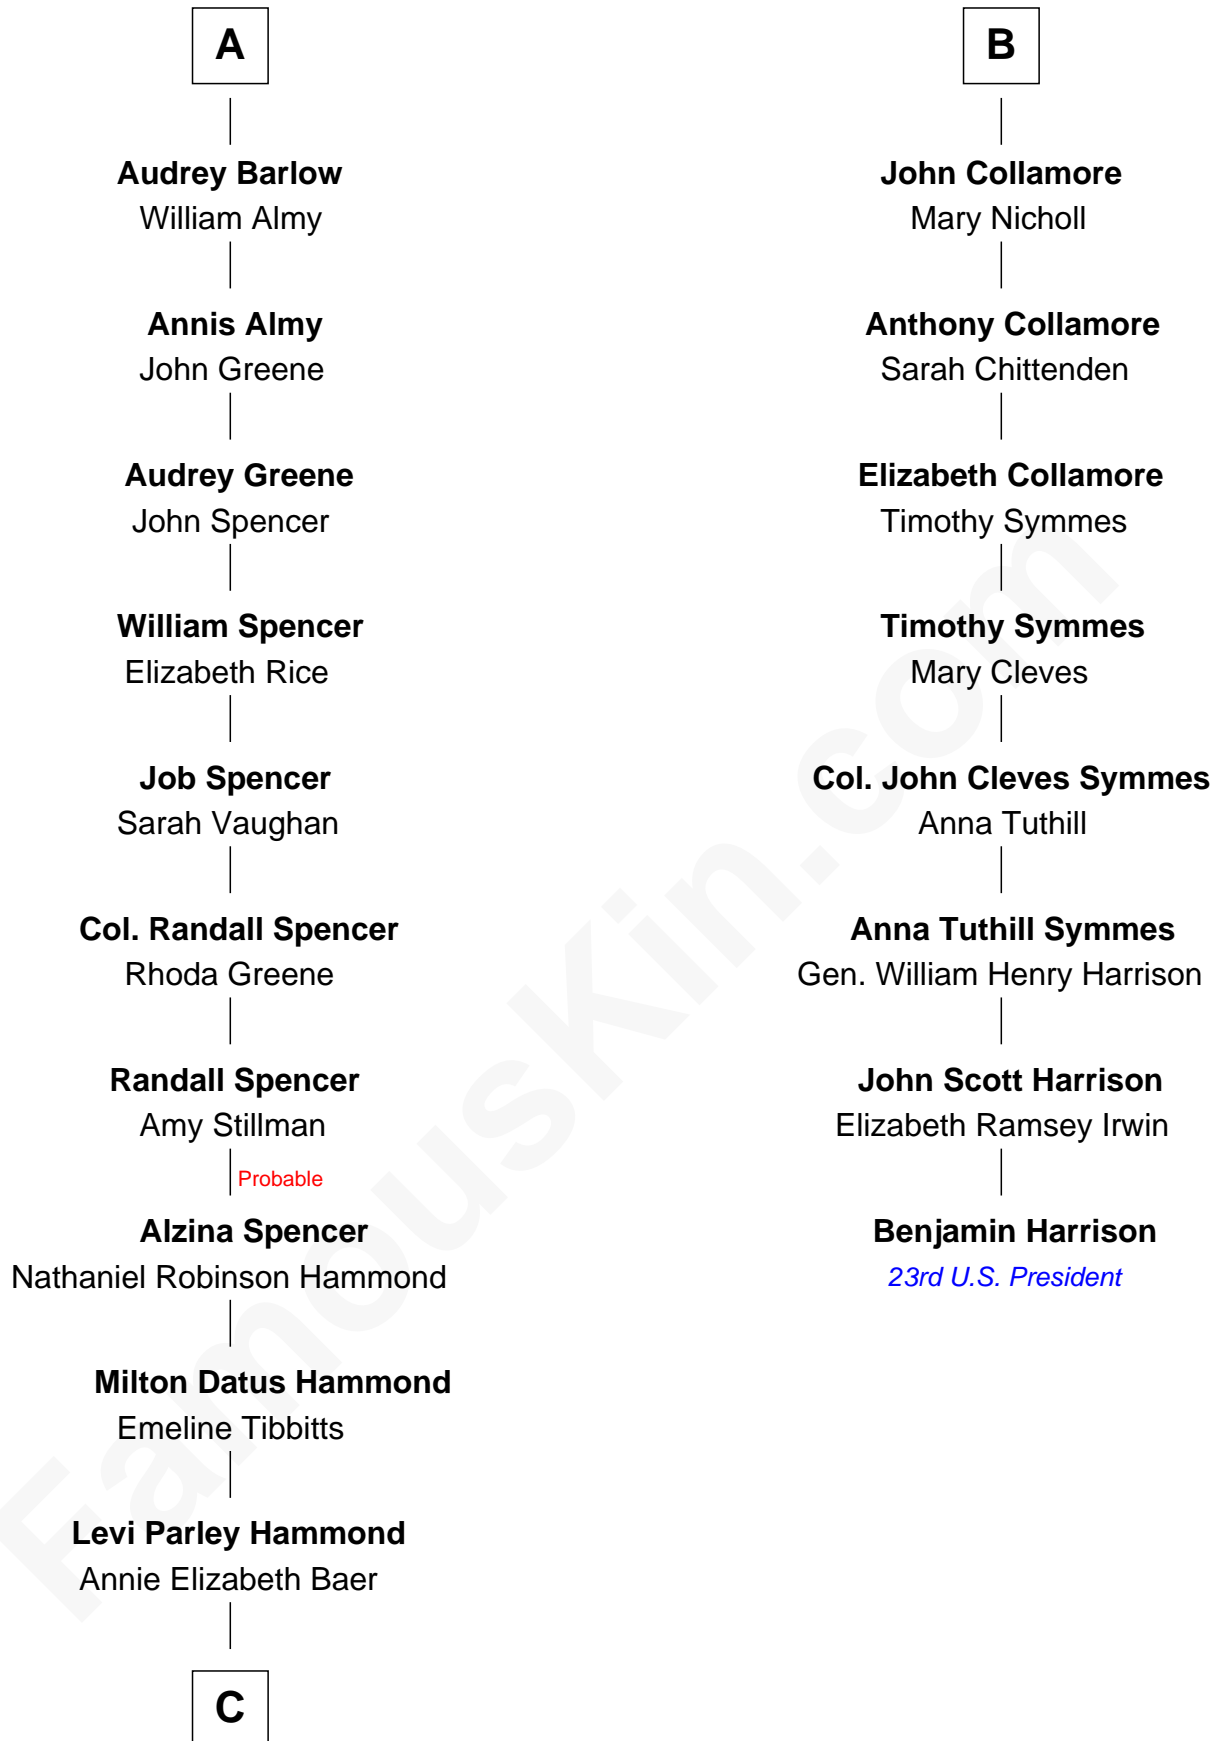 A
Audrey Barlow
William Almy
Annis Almy
John Greene
Audrey Greene
John Spencer
William Spencer
Elizabeth Rice
Job Spencer
Sarah Vaughan
Col. Randall Spencer
Rhoda Greene
Randall Spencer
Amy Stillman
Probable
Alzina Spencer
Nathaniel Robinson Hammond
Milton Datus Hammond
Emeline Tibbitts
Levi Parley Hammond
Annie Elizabeth Baer
C
B
John Collamore
Mary Nicholl
Anthony Collamore
Sarah Chittenden
Elizabeth Collamore
Timothy Symmes
Timothy Symmes
Mary Cleves
Col. John Cleves Symmes
Anna Tuthill
Anna Tuthill Symmes
Gen. William Henry Harrison
John Scott Harrison
Elizabeth Ramsey Irwin
Benjamin Harrison
23rd U.S. President
FamousKin.com